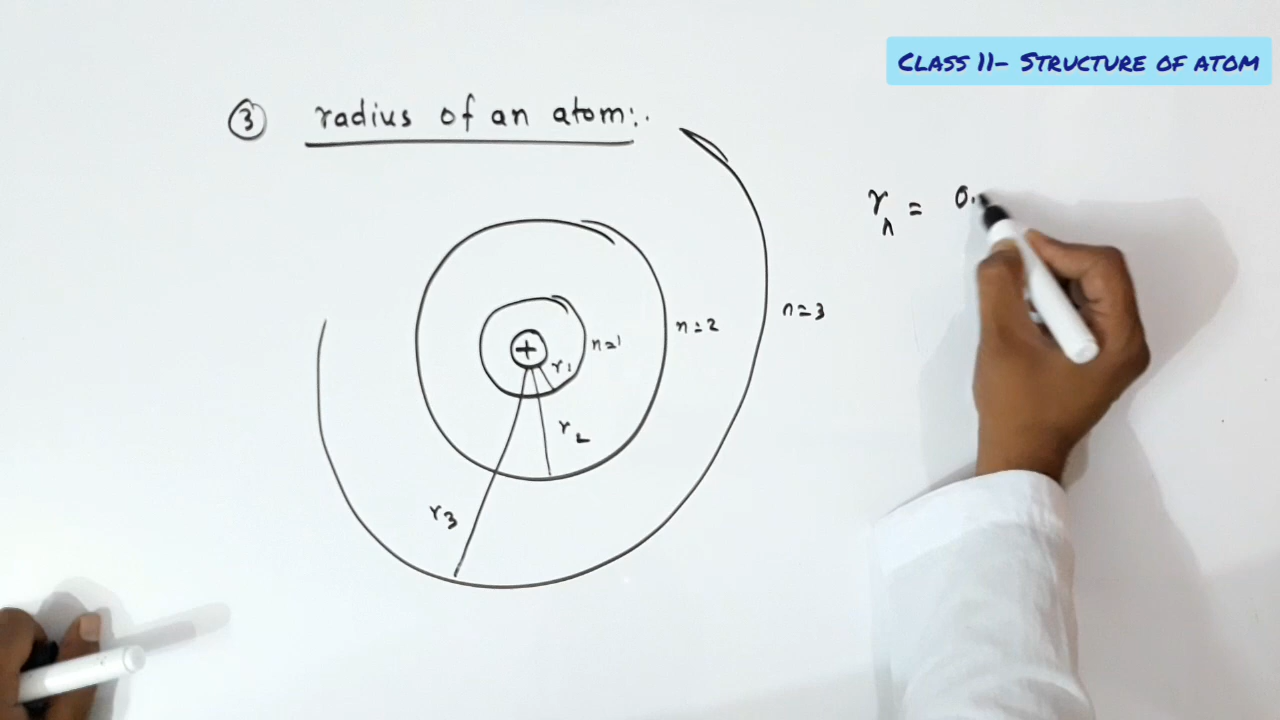 CLASS 11- STRUCTURE OF ATOM
③ radius of an atom:.
rₙ = 0.
n=3
n=2
n=1
+
r₁
r₂
r₃